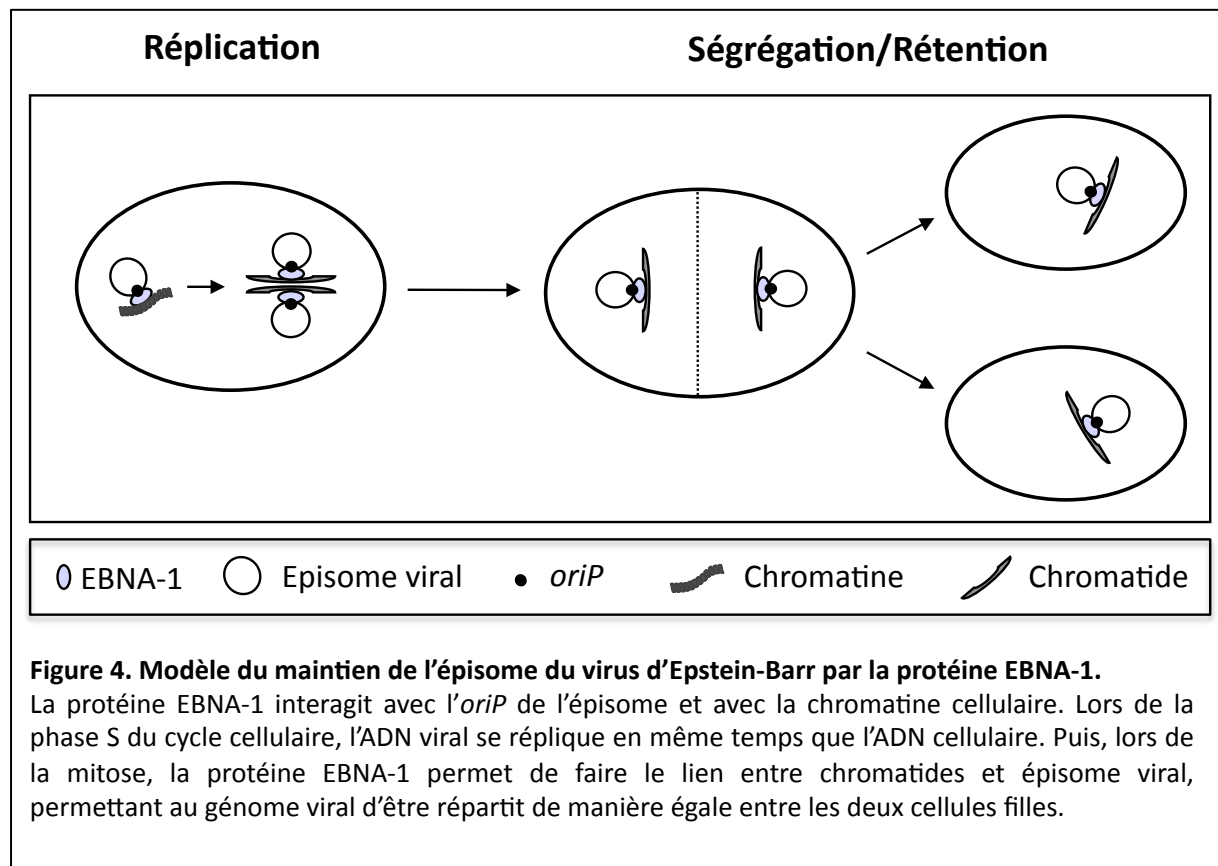 Réplication
Ségrégation/Rétention
EBNA-1
Episome viral
oriP
Chromatine
Chromatide
Figure 4. Modèle du maintien de l'épisome du virus d'Epstein-Barr par la protéine EBNA-1.
La protéine EBNA-1 interagit avec l'oriP de l'épisome et avec la chromatine cellulaire. Lors de la
phase S du cycle cellulaire, l'ADN viral se réplique en même temps que l'ADN cellulaire. Puis, lors de
la mitose, la protéine EBNA-1 permet de faire le lien entre chromatides et épisome viral,
permettant au génome viral d'être répartit de manière égale entre les deux cellules filles.